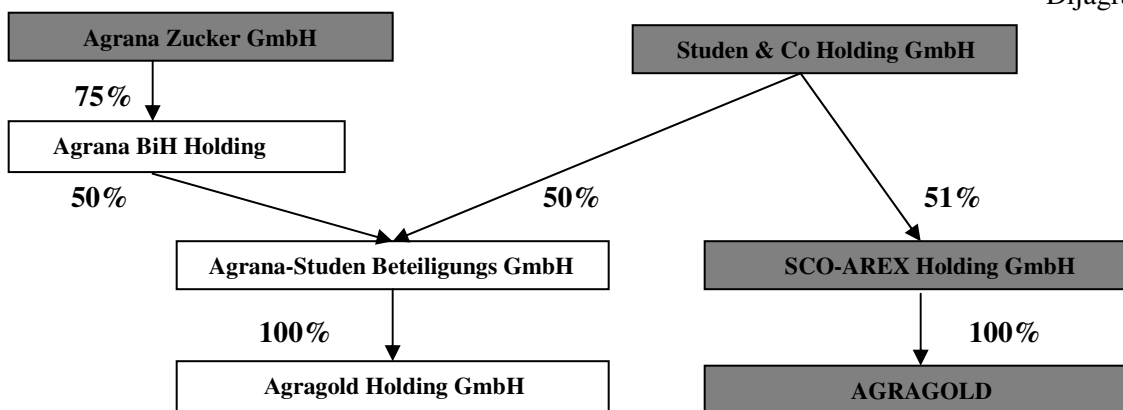 Agrana Zucker GmbH
Studen & Co Holding GmbH
75%
Agrana BiH Holding
50%
50%
51%
Agrana-Studen Beteiligungs GmbH
SCO-AREX Holding GmbH
100%
100%
Agragold Holding GmbH
AGRAGOLD